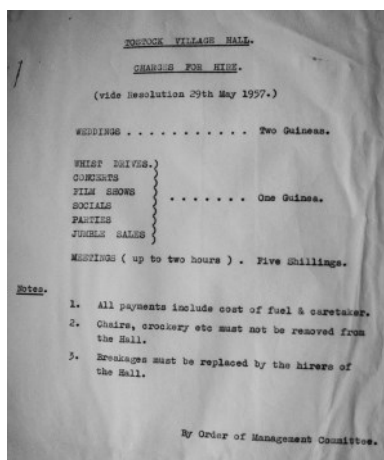 TOSTOCK VILLAGE HALL.
CHARGES FOR HIRE.
(vide Resolution 29th May 1957.)
WEDDINGS . . . . . . . . . . . Two Guineas.
WHIST DRIVES.)
CONCERTS
FILM SHOWS
SOCIALS . . . . . . . One Guinea.
PARTIES
JUMBLE SALES
MEETINGS ( up to two hours ) . Five Shillings.
Notes.
1. All payments include cost of fuel & caretaker.
2. Chairs, crockery etc must not be removed from
the Hall.
3. Breakages must be replaced by the hirers of
the Hall.
By Order of Management Committee.